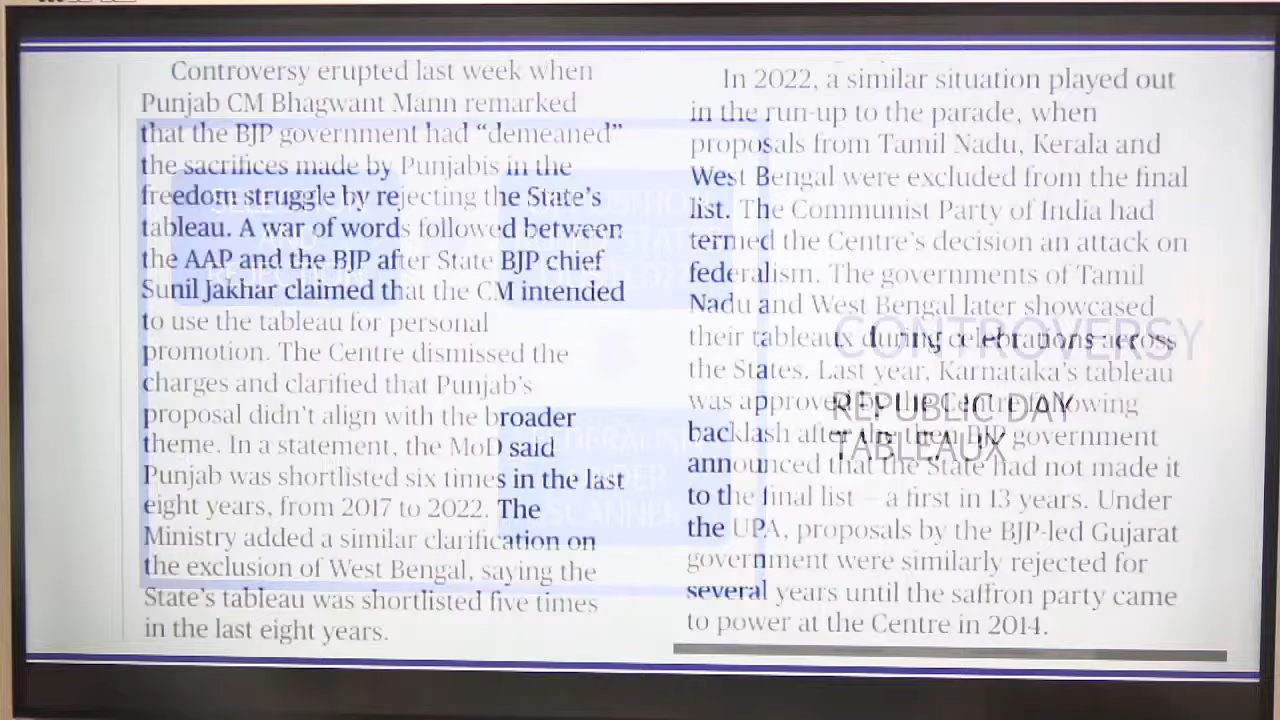 Controversy erupted last week when
Punjab CM Bhagwant Mann remarked
that the BJP government had “demeaned”
the sacrifices made by Punjabis in the
freedom struggle by rejecting the State’s
tableau. A war of words followed between
the AAP and the BJP after State BJP chief
Sunil Jakhar claimed that the CM intended
to use the tableau for personal
promotion. The Centre dismissed the
charges and clarified that Punjab’s
proposal didn’t align with the broader
theme. In a statement, the MoD said
Punjab was shortlisted six times in the last
eight years, from 2017 to 2022. The
Ministry added a similar clarification on
the exclusion of West Bengal, saying the
State’s tableau was shortlisted five times
in the last eight years.
In 2022, a similar situation played out
in the run-up to the parade, when
proposals from Tamil Nadu, Kerala and
West Bengal were excluded from the final
list. The Communist Party of India had
termed the Centre’s decision an attack on
federalism. The governments of Tamil
Nadu and West Bengal later showcased
their tableaux during celebrations across
the States. Last year, Karnataka’s tableau
was approved by the Centre following
backlash after the then BJP government
announced that the State had not made it
to the final list – a first in 13 years. Under
the UPA, proposals by the BJP-led Gujarat
government were similarly rejected for
several years until the saffron party came
to power at the Centre in 2014.
CONTROVERSY
REPUBLIC DAY
TABLEAUX